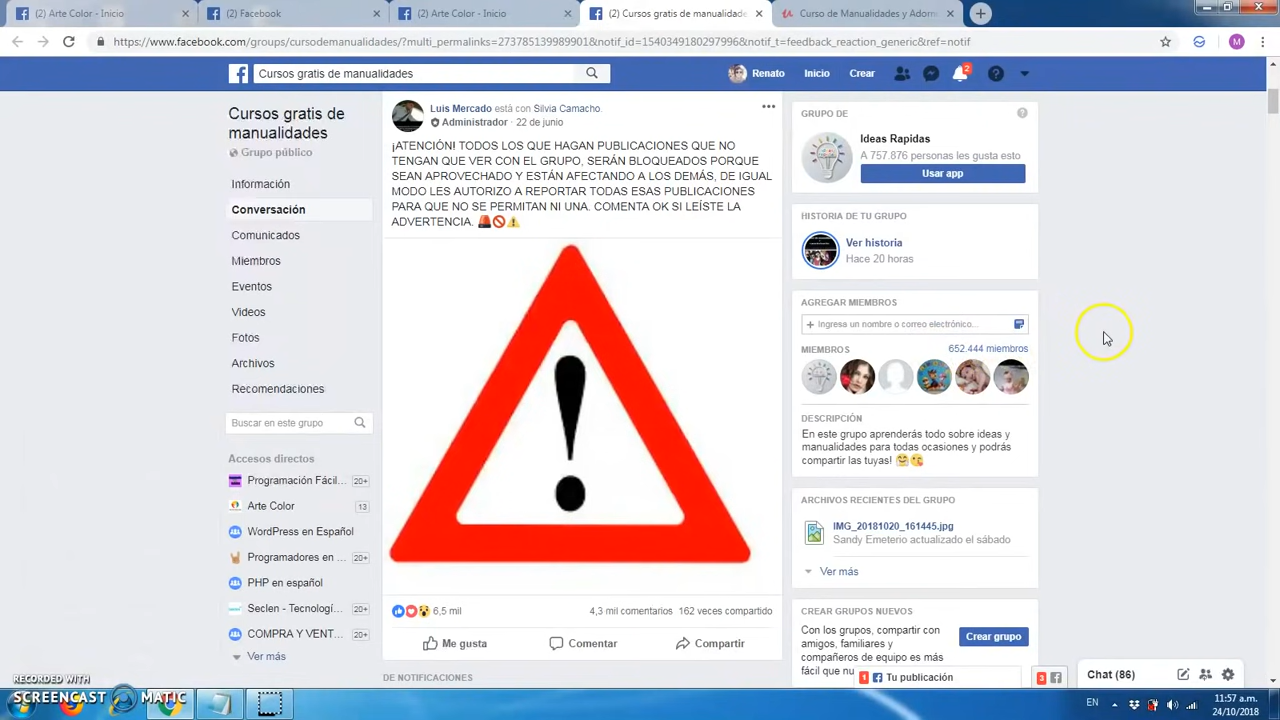 (2) Arte Color - Inicio
(2) Facebook
(2) Arte Color - Inicio
(2) Cursos gratis de manualidade
Curso de Manualidades y Adorn
https://www.facebook.com/groups/cursodemanualidades/?multi_permalinks=273785139989901&notif_id=1540349180297996&notif_t=feedback_reaction_generic&ref=notif
M
Cursos gratis de manualidades
Renato
Inicio
Crear
2
Cursos gratis de
manualidades
Grupo público
Información
Conversación
Comunicados
Miembros
Eventos
Videos
Fotos
Archivos
Recomendaciones
Buscar en este grupo
Accesos directos
Programación Fácil... 20+
Arte Color 13
WordPress en Español
Programadores en ... 20+
PHP en español
Seclen - Tecnologí... 20+
COMPRA Y VENT... 20+
Ver más
Luis Mercado está con Silvia Camacho.
Administrador · 22 de junio
¡ATENCIÓN! TODOS LOS QUE HAGAN PUBLICACIONES QUE NO
TENGAN QUE VER CON EL GRUPO, SERÁN BLOQUEADOS PORQUE
SEAN APROVECHADO Y ESTÁN AFECTANDO A LOS DEMÁS, DE IGUAL
MODO LES AUTORIZO A REPORTAR TODAS ESAS PUBLICACIONES
PARA QUE NO SE PERMITAN NI UNA. COMENTA OK SI LEÍSTE LA
ADVERTENCIA. 🚨🚫⚠️
!
6,5 mil
4,3 mil comentarios 162 veces compartido
Me gusta
Comentar
Compartir
DE NOTIFICACIONES
GRUPO DE
Ideas Rapidas
A 757.876 personas les gusta esto
Usar app
HISTORIA DE TU GRUPO
Ver historia
Hace 20 horas
AGREGAR MIEMBROS
+ Ingresa un nombre o correo electrónico...
MIEMBROS 652.444 miembros
DESCRIPCIÓN
En este grupo aprenderás todo sobre ideas y
manualidades para todas ocasiones y podrás
compartir las tuyas! 🤗😘
ARCHIVOS RECIENTES DEL GRUPO
IMG_20181020_161445.jpg
Sandy Emeterio actualizado el sábado
Ver más
CREAR GRUPOS NUEVOS
Con los grupos, compartir con
amigos, familiares y
compañeros de equipo es más
fácil que nu
Crear grupo
1 Tu publicación
3
Chat (86)
RECORDED WITH
SCREENCAST MATIC
EN
11:57 a.m.
24/10/2018